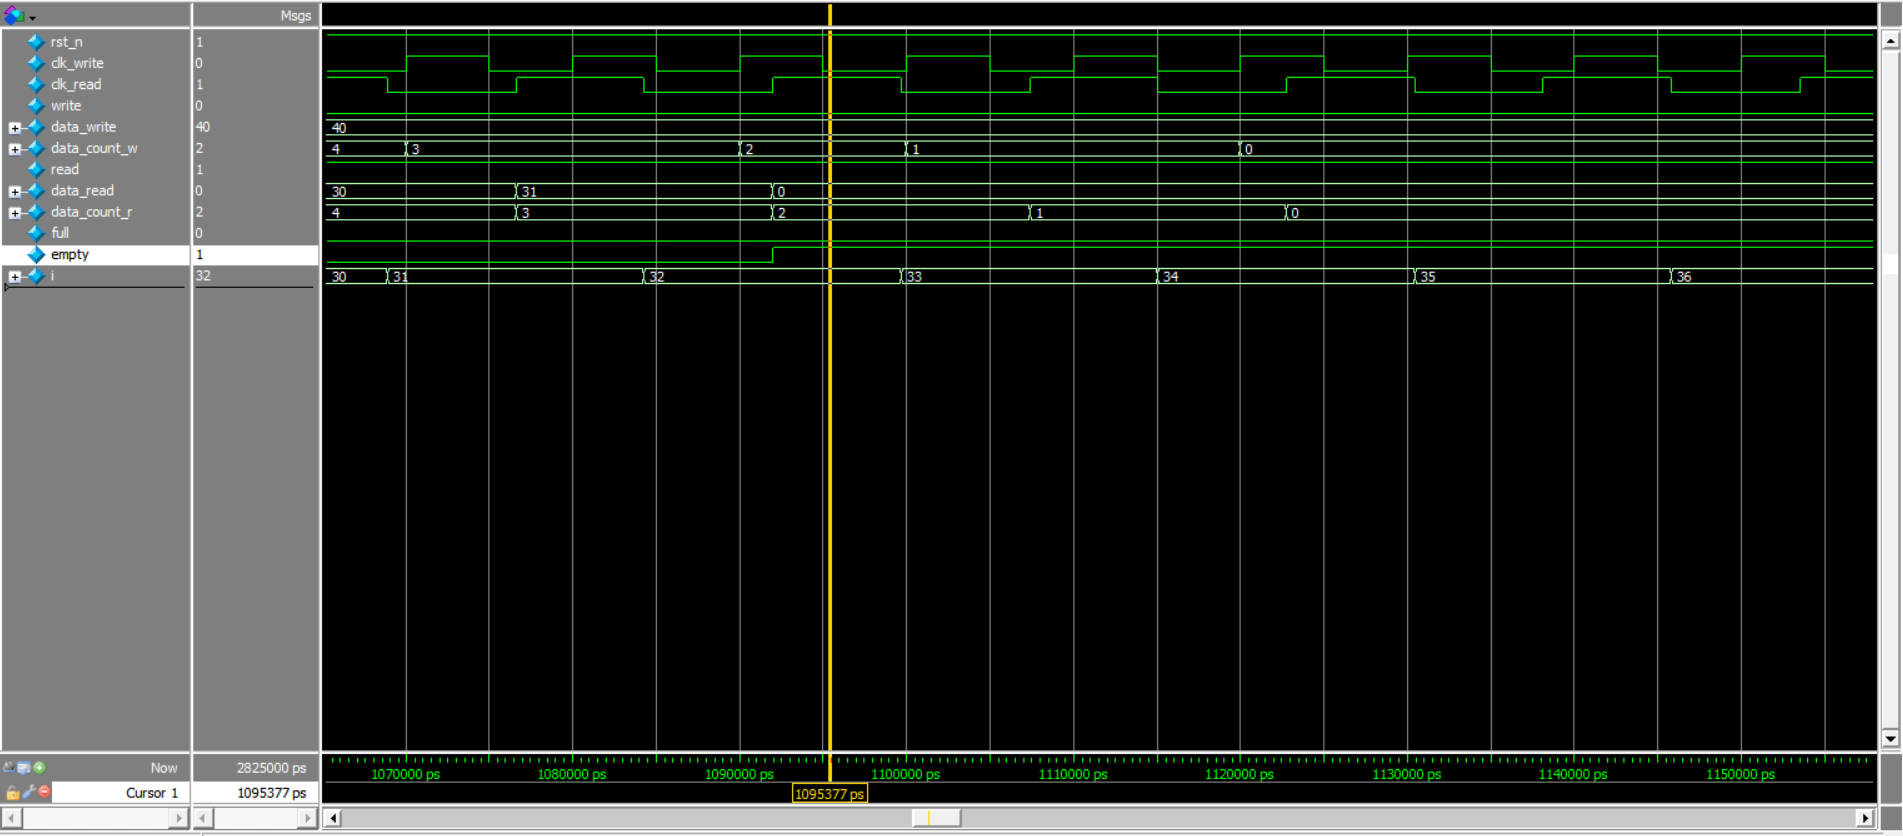 Msgs
rst_n 1
clk_write 0
clk_read 1
write 0
data_write 40 40
data_count_w 2 4 3 2 1 0
read 1
data_read 0 30 31 0
data_count_r 2 4 3 2 1 0
full 0
empty 1
i 32 30 31 32 33 34 35 36
Now 2825000 ps 1070000 ps 1080000 ps 1090000 ps 1100000 ps 1110000 ps 1120000 ps 1130000 ps 1140000 ps 1150000 ps
Cursor 1 1095377 ps 1095377 ps